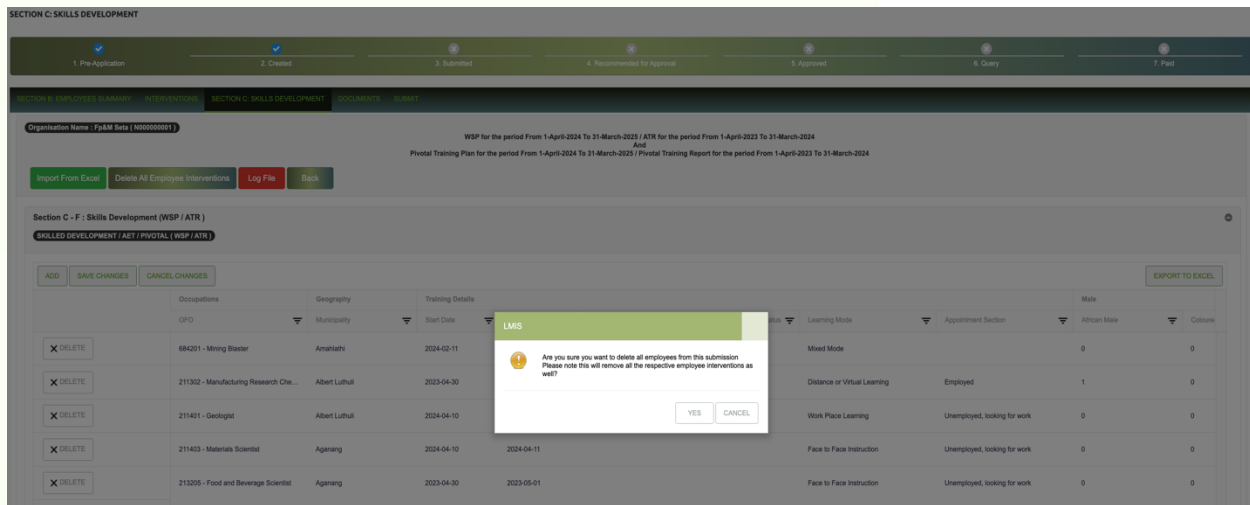 SECTION C: SKILLS DEVELOPMENT
1. Pre-Application 2. Created 3. Submitted 4. Recommended for Approval 5. Approved 6. Query 7. Paid
SECTION B: EMPLOYEES SUMMARY INTERVENTIONS SECTION C: SKILLS DEVELOPMENT DOCUMENTS SUBMIT
Organisation Name : Fp&M Seta ( N000000001 )
WSP for the period From 1-April-2024 To 31-March-2025 / ATR for the period From 1-April-2023 To 31-March-2024
And
Pivotal Training Plan for the period From 1-April-2024 To 31-March-2025 / Pivotal Training Report for the period From 1-April-2023 To 31-March-2024
Import From Excel Delete All Employee Interventions Log File Back
Section C - F : Skills Development (WSP / ATR )
SKILLED DEVELOPMENT / AET / PIVOTAL ( WSP / ATR )
ADD SAVE CHANGES CANCEL CHANGES EXPORT TO EXCEL
Occupations Geography Training Details Male
OFO Municipality Start Date Learning Mode Appointment Section African Male
LMIS
Are you sure you want to delete all employees from this submission
Please note this will remove all the respective employee interventions as
well?
YES CANCEL
DELETE 684201 - Mining Blaster Amahlathi 2024-02-11 Mixed Mode 0 0
DELETE 211302 - Manufacturing Research Che... Albert Luthuli 2023-04-30 Distance or Virtual Learning Employed 1 0
DELETE 211401 - Geologist Albert Luthuli 2024-04-10 Work Place Learning Unemployed, looking for work 0 0
DELETE 211403 - Materials Scientist Aganang 2024-04-10 2024-04-11 Face to Face Instruction Unemployed, looking for work 0 0
DELETE 213205 - Food and Beverage Scientist Aganang 2023-04-30 2023-05-01 Face to Face Instruction Unemployed, looking for work 0 0